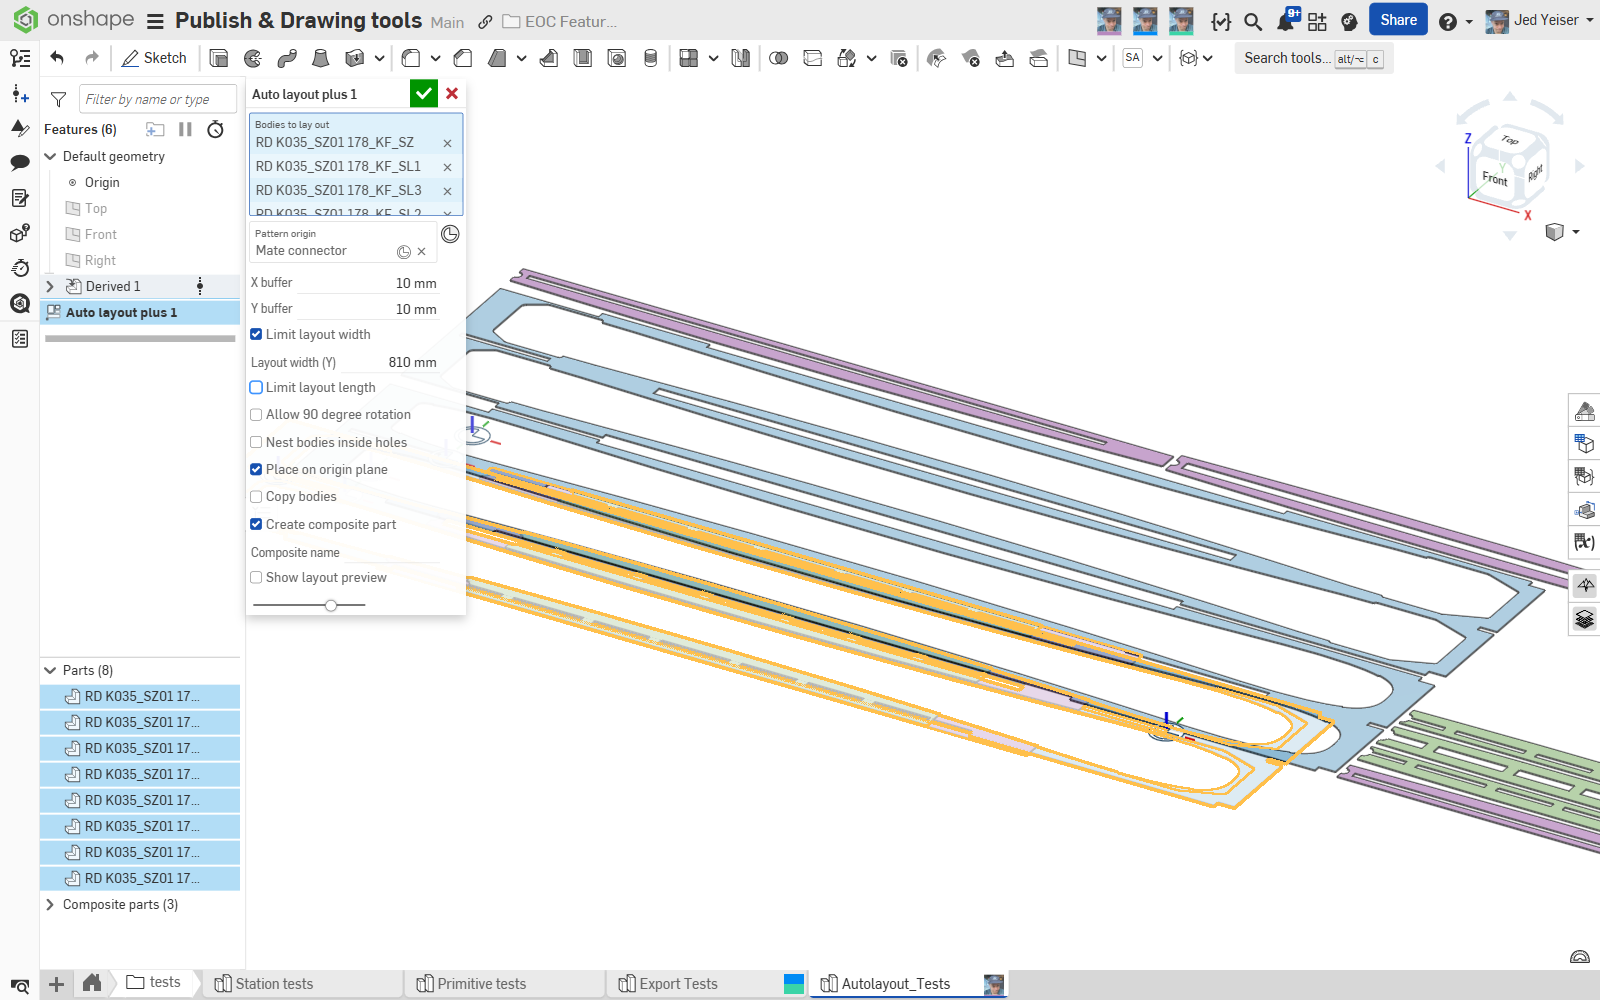 onshape
Publish & Drawing tools Main EOC Featur...
9+
Share
Jed Yeiser
Sketch
SA
Search tools... alt/⌥ c
Filter by name or type
Features (6)
Default geometry
Origin
Top
Front
Right
Derived 1
Auto layout plus 1
Auto layout plus 1
Bodies to lay out
RD K035_SZ01 178_KF_SZ
RD K035_SZ01 178_KF_SL1
RD K035_SZ01 178_KF_SL3
RD K035_SZ01 178_KF_SL2
Pattern origin
Mate connector
X buffer 10 mm
Y buffer 10 mm
Limit layout width
Layout width (Y) 810 mm
Limit layout length
Allow 90 degree rotation
Nest bodies inside holes
Place on origin plane
Copy bodies
Create composite part
Composite name
Show layout preview
Z
Top
Y
Front
Right
X
Parts (8)
RD K035_SZ01 17...
RD K035_SZ01 17...
RD K035_SZ01 17...
RD K035_SZ01 17...
RD K035_SZ01 17...
RD K035_SZ01 17...
RD K035_SZ01 17...
RD K035_SZ01 17...
Composite parts (3)
tests
Station tests
Primitive tests
Export Tests
Autolayout_Tests